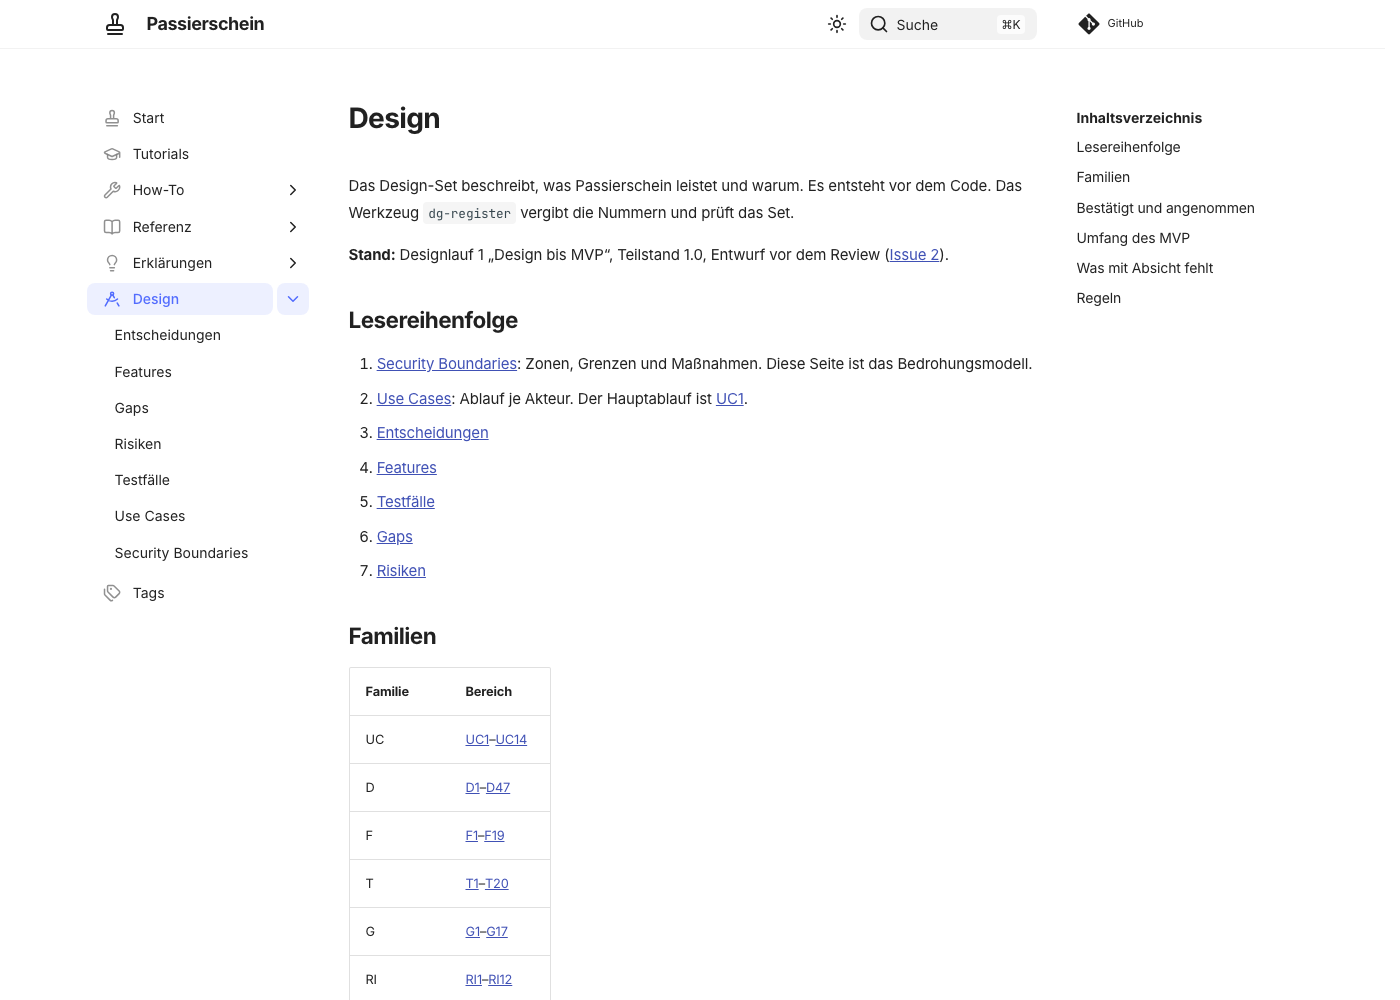 Passierschein
Suche
⌘K
GitHub
Start
Tutorials
How-To
Referenz
Erklärungen
Design
Entscheidungen
Features
Gaps
Risiken
Testfälle
Use Cases
Security Boundaries
Tags
Design
Das Design-Set beschreibt, was Passierschein leistet und warum. Es entsteht vor dem Code. Das
Werkzeug dg-register vergibt die Nummern und prüft das Set.
Stand: Designlauf 1 „Design bis MVP“, Teilstand 1.0, Entwurf vor dem Review (Issue 2).
Lesereihenfolge
1. Security Boundaries: Zonen, Grenzen und Maßnahmen. Diese Seite ist das Bedrohungsmodell.
2. Use Cases: Ablauf je Akteur. Der Hauptablauf ist UC1.
3. Entscheidungen
4. Features
5. Testfälle
6. Gaps
7. Risiken
Familien
Familie Bereich
UC UC1–UC14
D D1–D47
F F1–F19
T T1–T20
G G1–G17
RI RI1–RI12
Inhaltsverzeichnis
Lesereihenfolge
Familien
Bestätigt und angenommen
Umfang des MVP
Was mit Absicht fehlt
Regeln